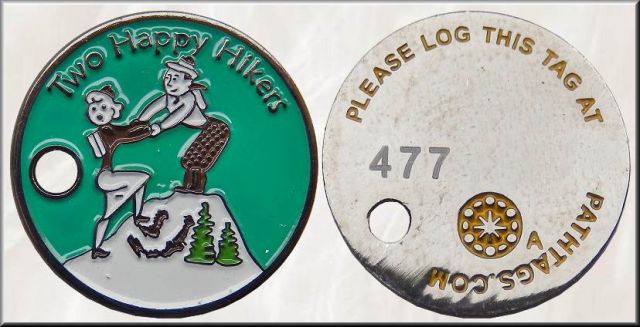 Two Happy Hikers
PLEASE LOG THIS TAG AT
477
PATHTAGS.COM
A